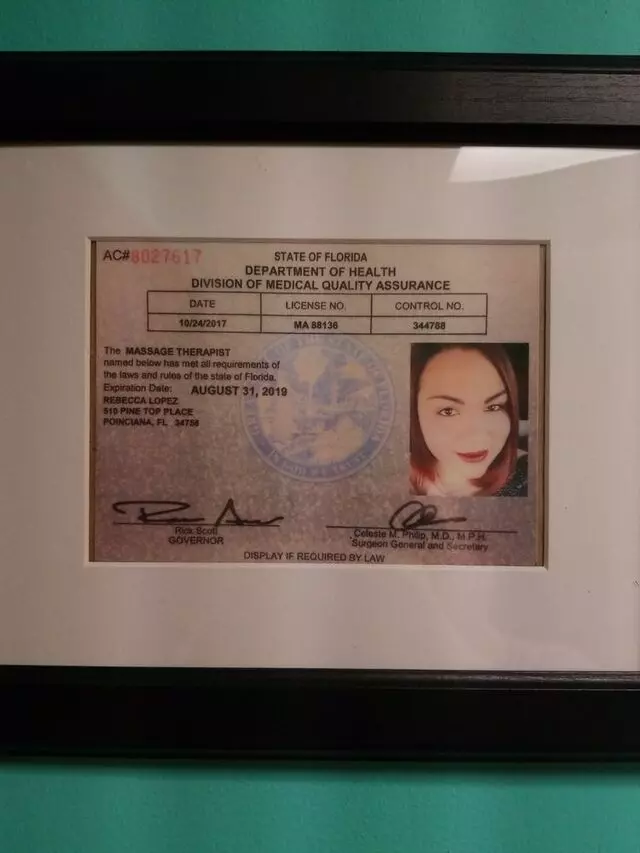 AC# 8027617
STATE OF FLORIDA
DEPARTMENT OF HEALTH
DIVISION OF MEDICAL QUALITY ASSURANCE
DATE LICENSE NO. CONTROL NO.
10/24/2017 MA 88136 344788
The MASSAGE THERAPIST
named below has met all requirements of
the laws and rules of the state of Florida.
Expiration Date: AUGUST 31, 2019
REBECCA LOPEZ
510 PINE TOP PLACE
POINCIANA, FL 34758
Rick Scott
GOVERNOR
Celeste M. Philip, M.D., M.P.H.
Surgeon General and Secretary
DISPLAY IF REQUIRED BY LAW